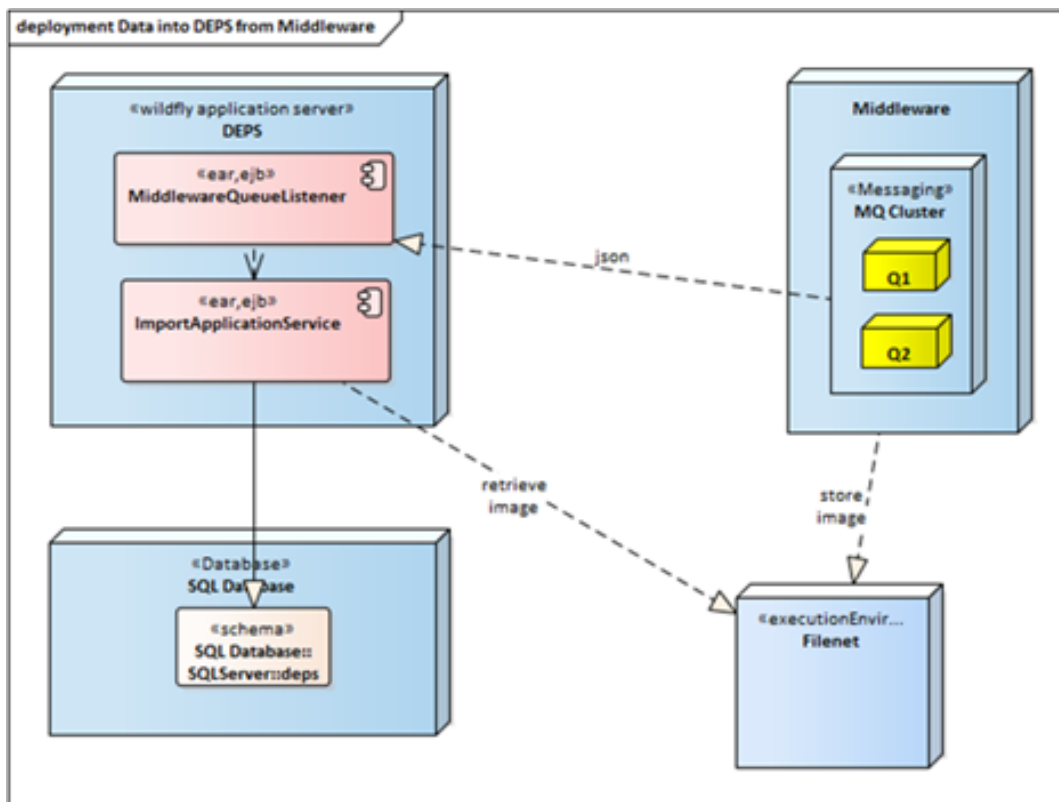 deployment Data into DEPS from Middleware
«wildfly application server»
DEPS
«ear,ejb»
MiddlewareQueueListener
«ear,ejb»
ImportApplicationService
Middleware
«Messaging»
MQ Cluster
Q1
Q2
json
retrieve
image
store
image
«Database»
SQL Database
«schema»
SQL Database::
SQLServer::deps
«executionEnvir...
Filenet